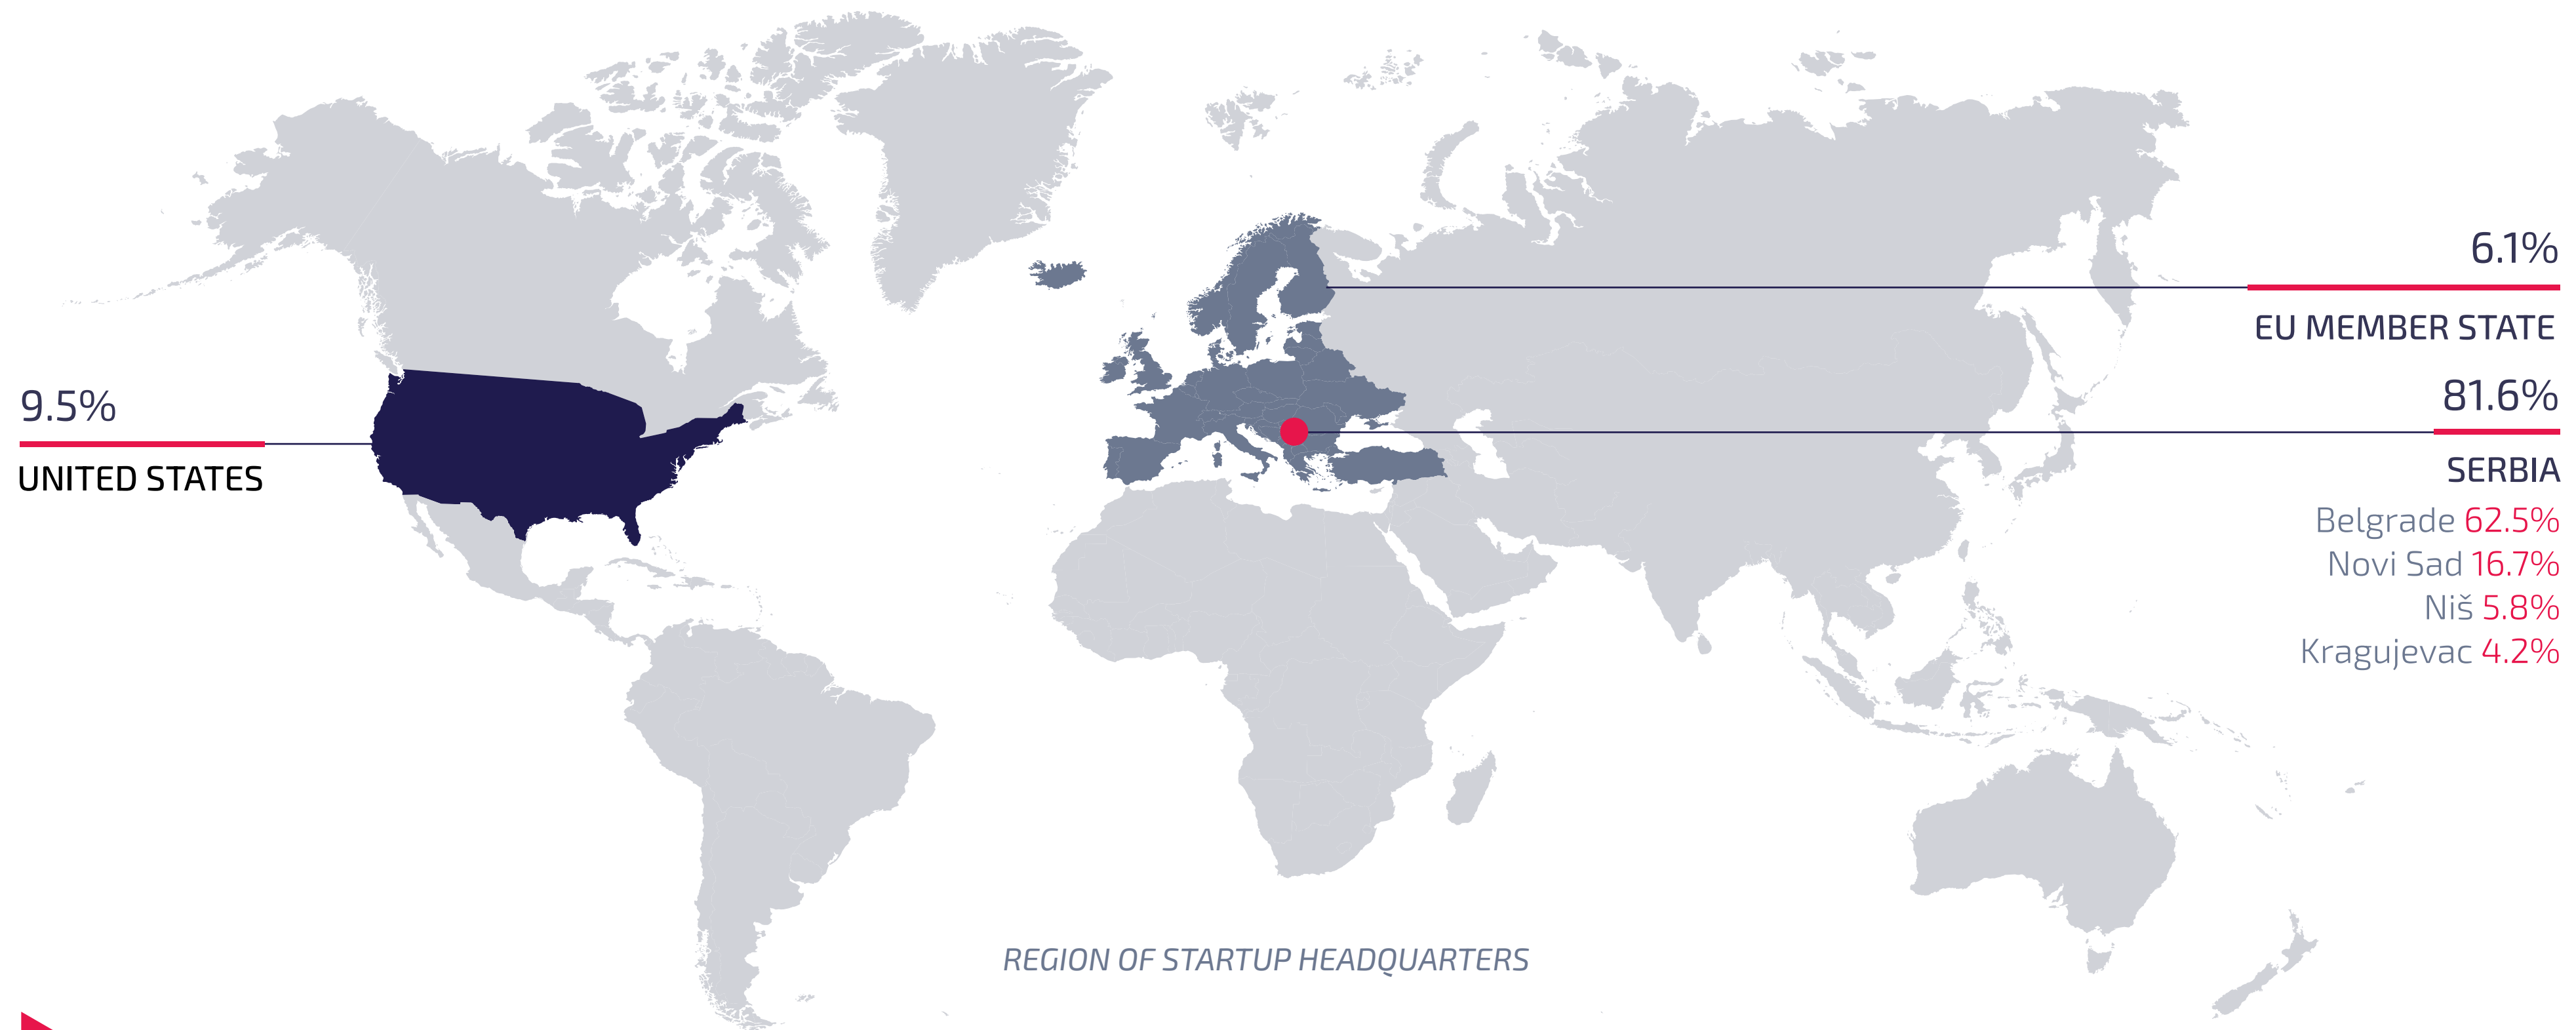 9.5%
UNITED STATES
6.1%
EU MEMBER STATE
81.6%
SERBIA
Belgrade 62.5%
Novi Sad 16.7%
Niš 5.8%
Kragujevac 4.2%
REGION OF STARTUP HEADQUARTERS